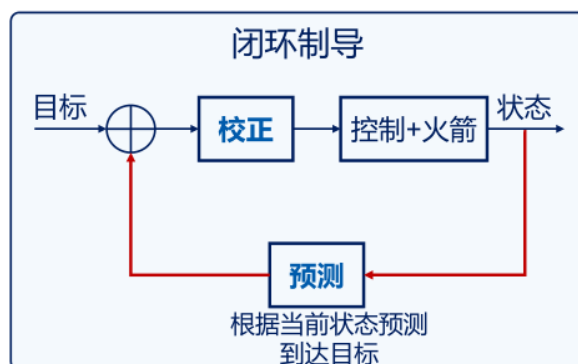 闭环制导
目标
校正
控制+火箭
状态
预测
根据当前状态预测
到达目标